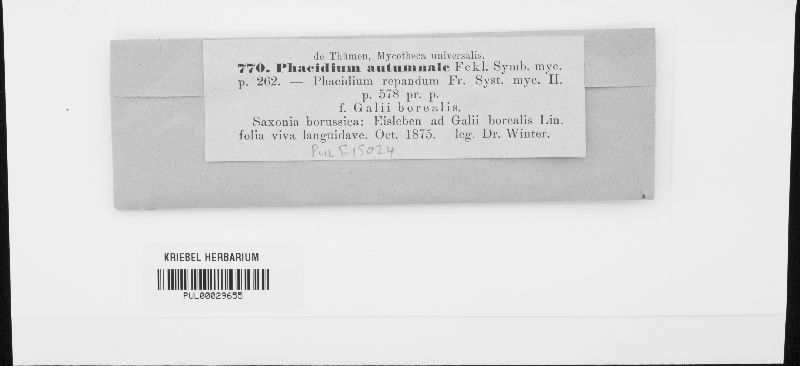 de Thümen, Mycotheca universalis.
770. Phacidium autumnale Fckl. Symb. myc.
p. 262. — Phacidium repandum Fr. Syst. myc. II.
p. 578 pr. p.
f. Galii borealis.
Saxonia borussica: Eisleben ad Galii borealis Lin.
folia viva languidave. Oct. 1875. leg. Dr. Winter.
PUL F15024
KRIEBEL HERBARIUM
PUL00029655